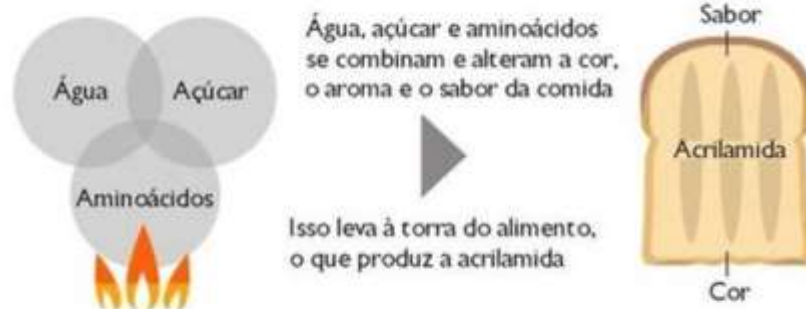 Água
Açúcar
Aminoácidos
Água, açúcar e aminoácidos
se combinam e alteram a cor,
o aroma e o sabor da comida
Isso leva à torra do alimento,
o que produz a acrilamida
Sabor
Acrilamida
Cor